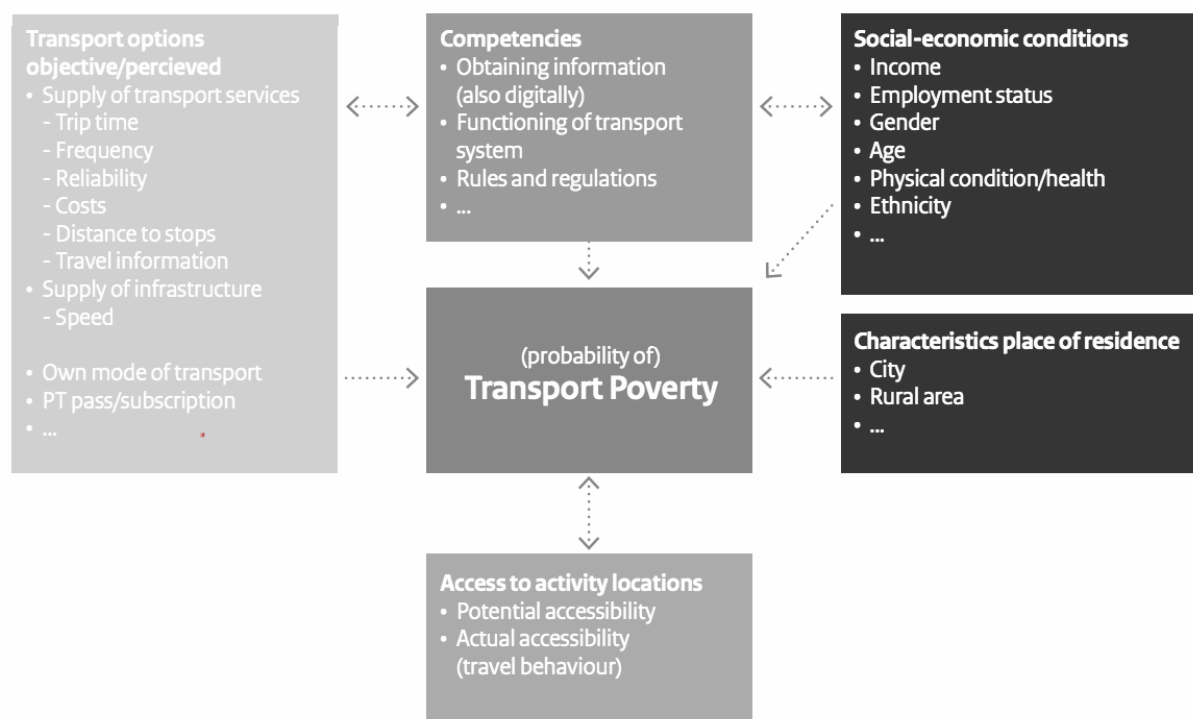 Transport options
objective/percieved
• Supply of transport services
- Trip time
- Frequency
- Reliability
- Costs
- Distance to stops
- Travel information
• Supply of infrastructure
- Speed
• Own mode of transport
• PT pass/subscription
• ...
Competencies
• Obtaining information
(also digitally)
• Functioning of transport
system
• Rules and regulations
• ...
Social-economic conditions
• Income
• Employment status
• Gender
• Age
• Physical condition/health
• Ethnicity
• ...
(probability of)
Transport Poverty
Characteristics place of residence
• City
• Rural area
• ...
Access to activity locations
• Potential accessibility
• Actual accessibility
(travel behaviour)